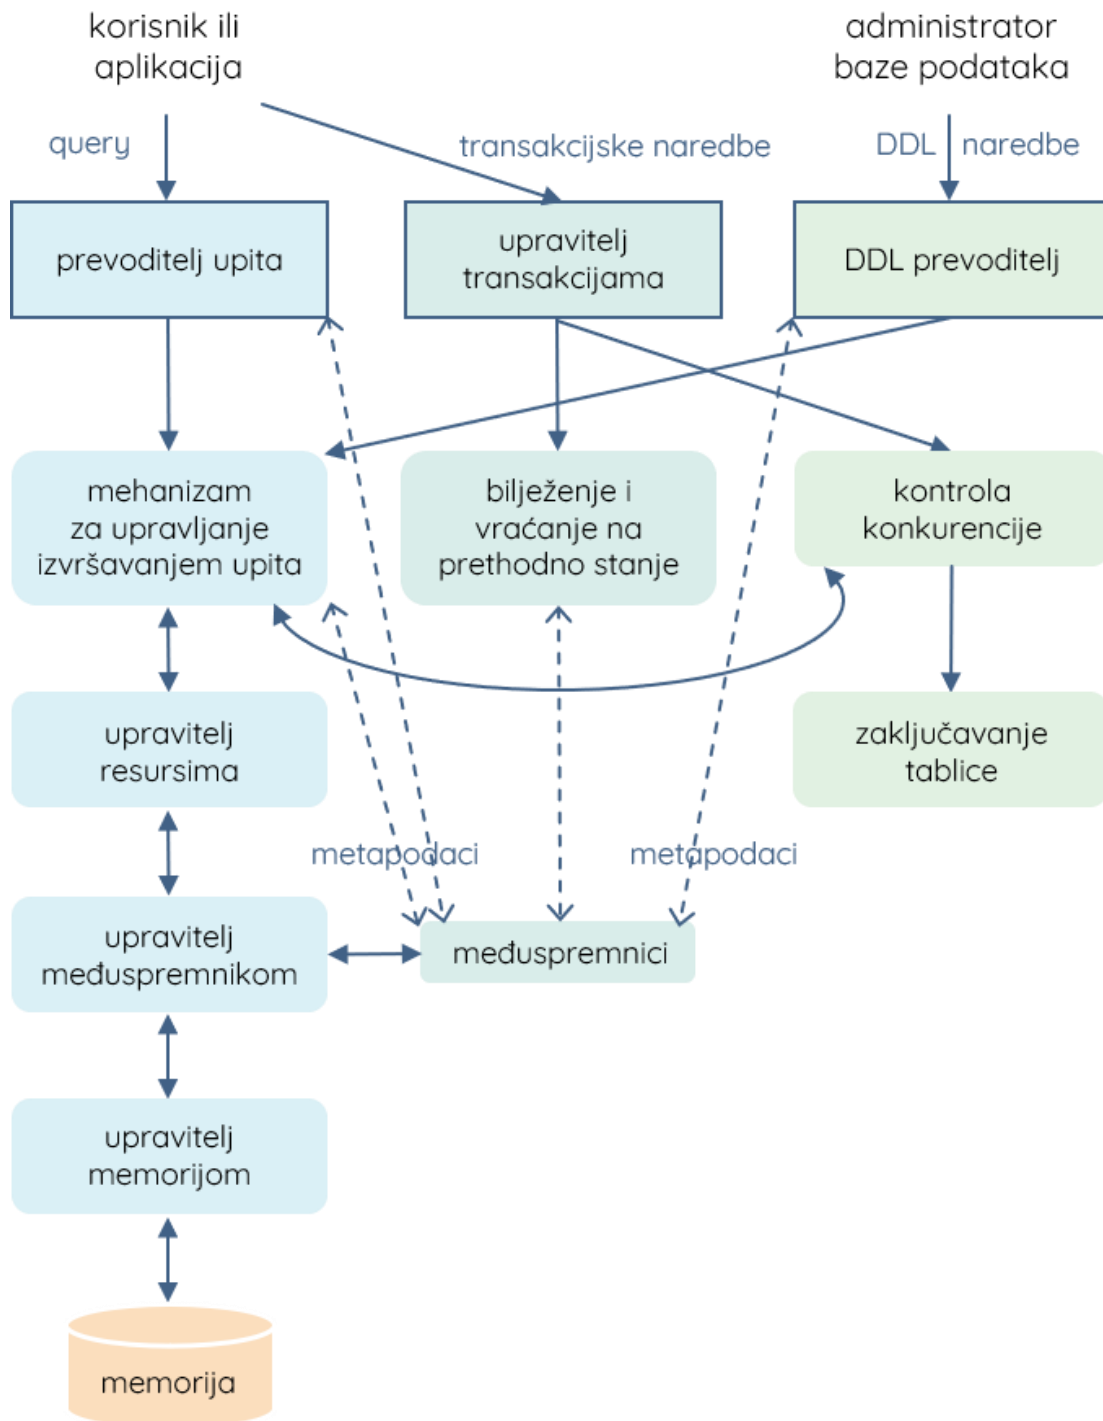 korisnik ili
aplikacija
administrator
baze podataka
query
transakcijske naredbe
DDL naredbe
prevoditelj upita
upravitelj
transakcijama
DDL prevoditelj
mehanizam
za upravljanje
izvršavanjem upita
bilježenje i
vraćanje na
prethodno stanje
kontrola
konkurencije
upravitelj
resursima
zaključavanje
tablice
metapodaci
metapodaci
upravitelj
međuspremnikom
međuspremnici
upravitelj
memorijom
memorija